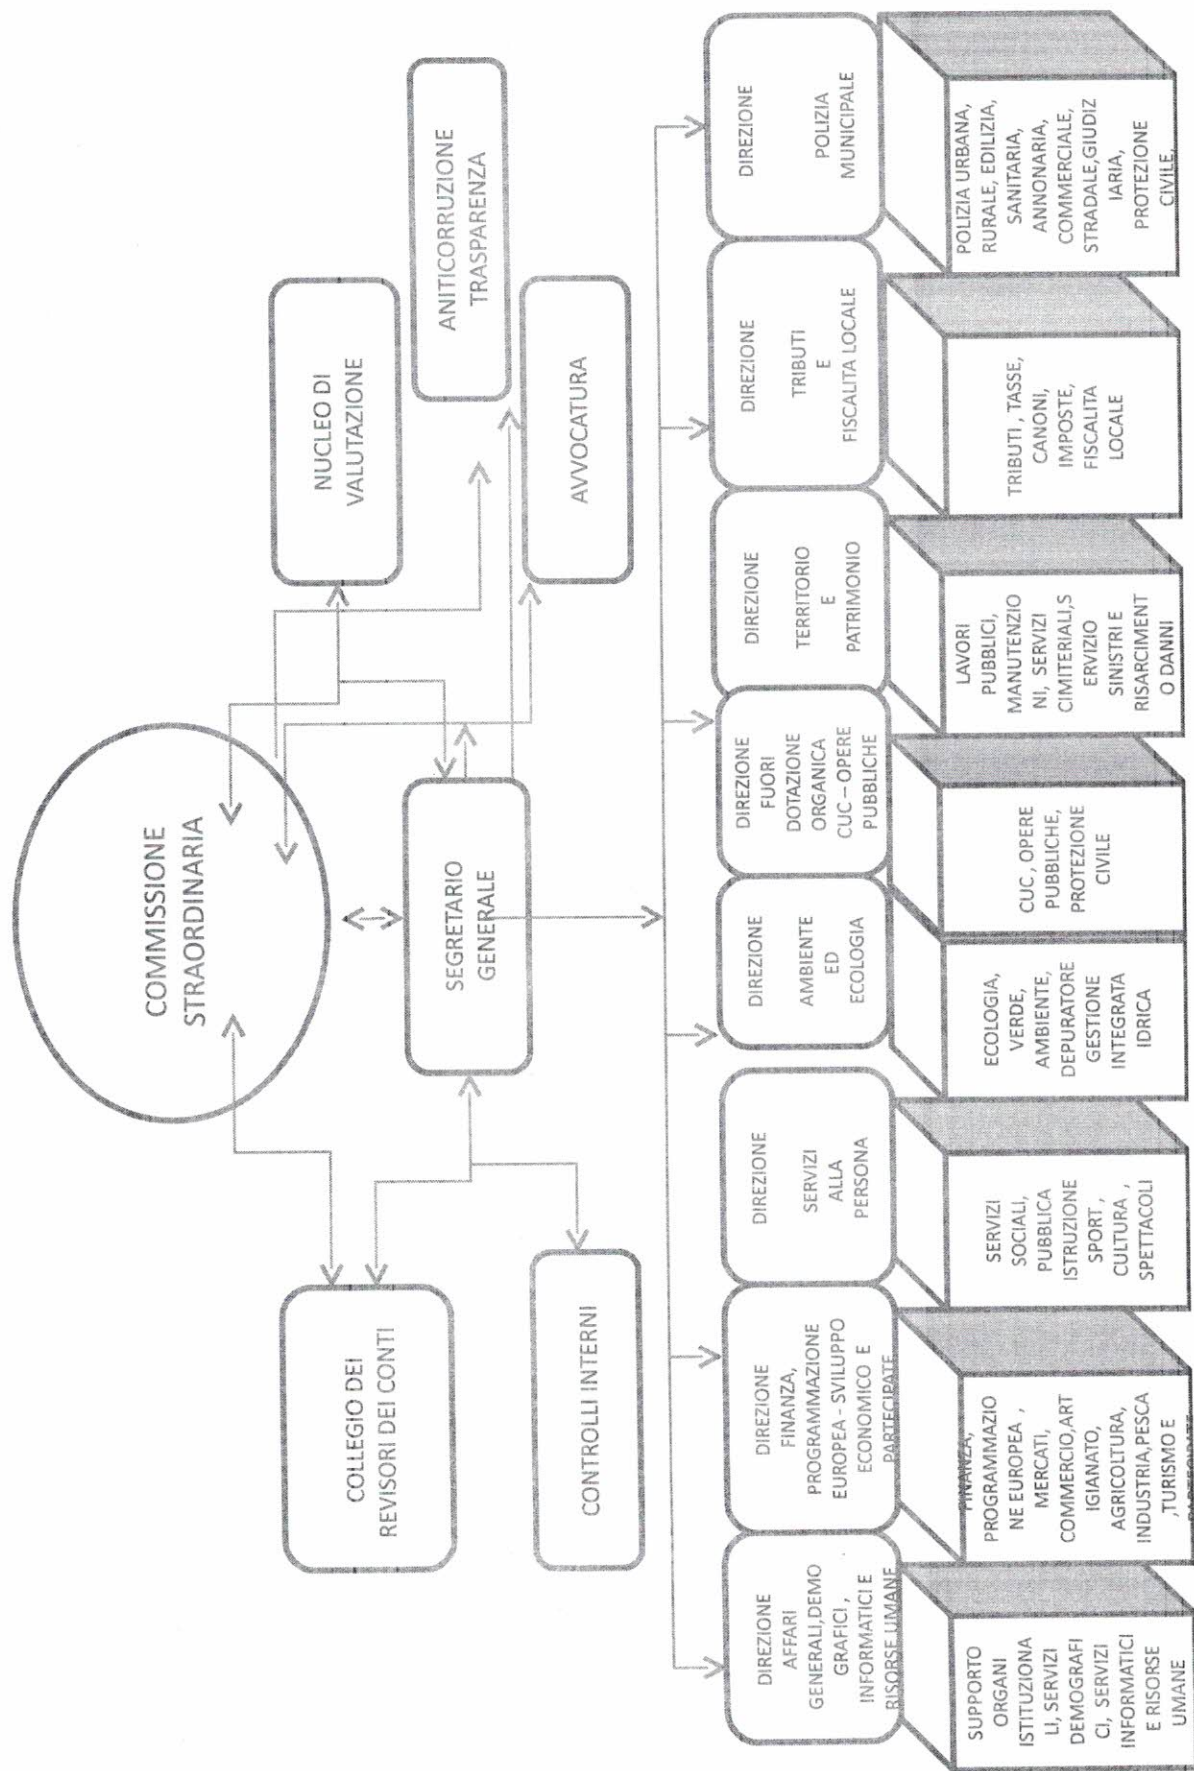 COMMISSIONE
STRAORDINARIA
COLLEGIO DEI
REVISORI DEI CONTI
NUCLEO DI
VALUTAZIONE
SEGRETARIO
GENERALE
ANITICORRUZIONE
TRASPARENZA
CONTROLLI INTERNI
AVVOCATURA
DIREZIONE
AFFARI
GENERALI,DEMO
GRAFICI ,
INFORMATICI E
RISORSE UMANE
DIREZIONE
FINANZA,
PROGRAMMAZIONE
EUROPEA - SVILUPPO
ECONOMICO E
PARTECIPATE
DIREZIONE
SERVIZI
ALLA
PERSONA
DIREZIONE
AMBIENTE
ED
ECOLOGIA
DIREZIONE
FUORI
DOTAZIONE
ORGANICA
CUC – OPERE
PUBBLICHE
DIREZIONE
TERRITORIO
E
PATRIMONIO
DIREZIONE
TRIBUTI
E
FISCALITA LOCALE
DIREZIONE
POLIZIA
MUNICIPALE
SUPPORTO
ORGANI
ISTITUZIONA
LI, SERVIZI
DEMOGRAFI
CI, SERVIZI
INFORMATICI
E RISORSE
UMANE
FINANZA,
PROGRAMMAZIO
NE EUROPEA ,
MERCATI,
COMMERCIO,ART
IGIANATO,
AGRICOLTURA,
INDUSTRIA,PESCA
,TURISMO E
SERVIZI
SOCIALI,
PUBBLICA
ISTRUZIONE
SPORT ,
CULTURA ,
SPETTACOLI
ECOLOGIA,
VERDE,
AMBIENTE,
DEPURATORE
GESTIONE
INTEGRATA
IDRICA
CUC , OPERE
PUBBLICHE,
PROTEZIONE
CIVILE
LAVORI
PUBBLICI,
MANUTENZIO
NI, SERVIZI
CIMITERIALI,S
ERVIZIO
SINISTRI E
RISARCIMENT
O DANNI
TRIBUTI , TASSE,
CANONI,
IMPOSTE,
FISCALITA
LOCALE
POLIZIA URBANA,
RURALE, EDILIZIA,
SANITARIA,
ANNONARIA,
COMMERCIALE,
STRADALE,GIUDIZ
IARIA,
PROTEZIONE
CIVILE,